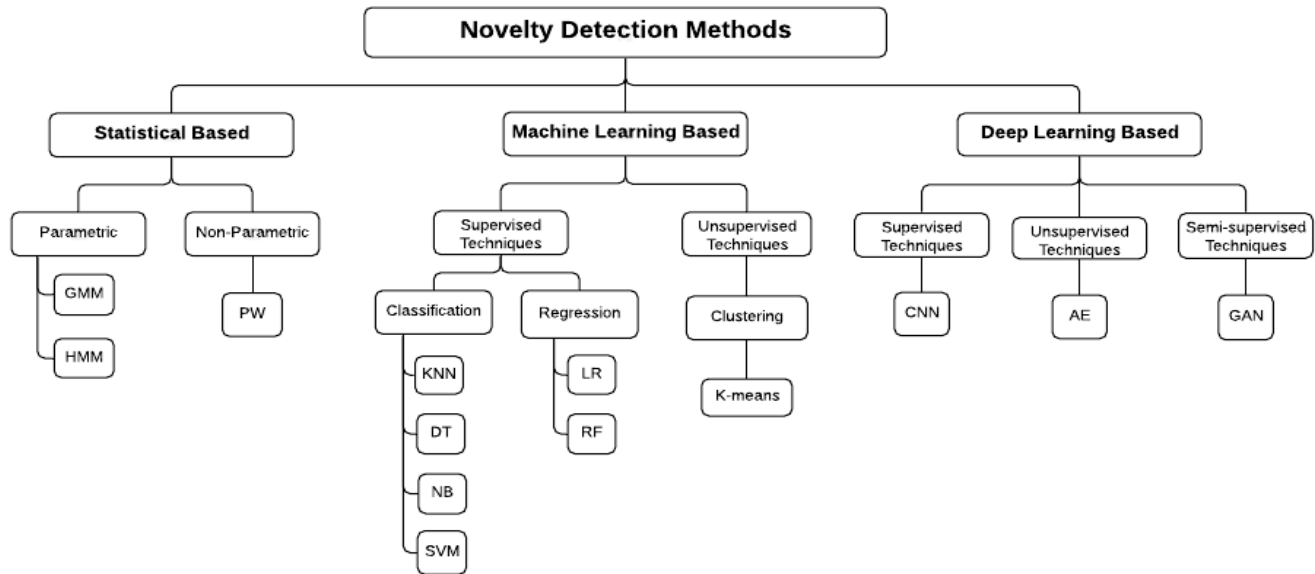 Novelty Detection Methods
Statistical Based
Machine Learning Based
Deep Learning Based
Parametric
Non-Parametric
Supervised
Techniques
Unsupervised
Techniques
Supervised
Techniques
Unsupervised
Techniques
Semi-supervised
Techniques
GMM
HMM
PW
Classification
Regression
Clustering
CNN
AE
GAN
KNN
DT
NB
SVM
LR
RF
K-means